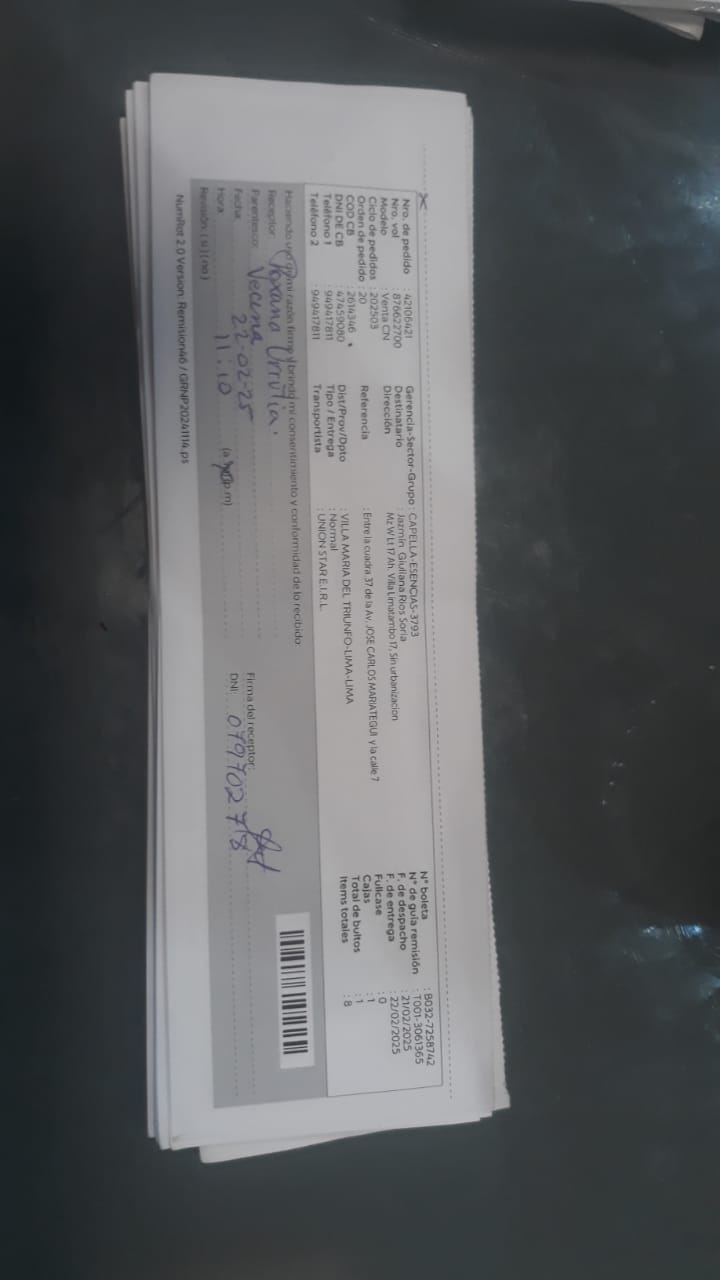 Nro. de pedido : 42106421
Nro. vol : 876622700
Modelo : Venta CN
Ciclo de pedidos : 202503
Orden de pedido : 20
COD CB : 2614346
DNI DE CB : 47459080
Teléfono 1 : 949417811
Teléfono 2 : 949417811
Gerencia-Sector-Grupo : CAPELLA-ESENCIAS-3793
Destinatario : Jazmin Giuliana Rios Soria
Dirección : Mz W Lt 17 Ah. Villa Limatambo 17, Sin urbanizacion
Referencia : Entre la cuadra 37 de la Av. JOSE CARLOS MARIATEGUI y la calle 7
Dist/Prov/Dpto : VILLA MARIA DEL TRIUNFO-LIMA-LIMA
Tipo / Entrega : Normal
Transportista : UNION STAR E.I.R.L.
N° boleta : B032-7258742
N° de guía remisión : T001-3061365
F. de despacho : 21/02/2025
F. de entrega : 22/02/2025
Fullcase : 0
Cajas : 1
Total de bultos : 1
Items totales : 8
Haciendo uso de mi razón firmo y brindo mi consentimiento y conformidad de lo recibido:
Receptor: Roxana Urrutia.
Parentesco: Vecina
Fecha: 22-02-25
Hora: 11:10 (a.m./p.m)
Revisión ( si ) ( no )
Firma del receptor:
DNI: 07970278
NumRot 2.0 Version. Remision46 / GRNP20241114.ps